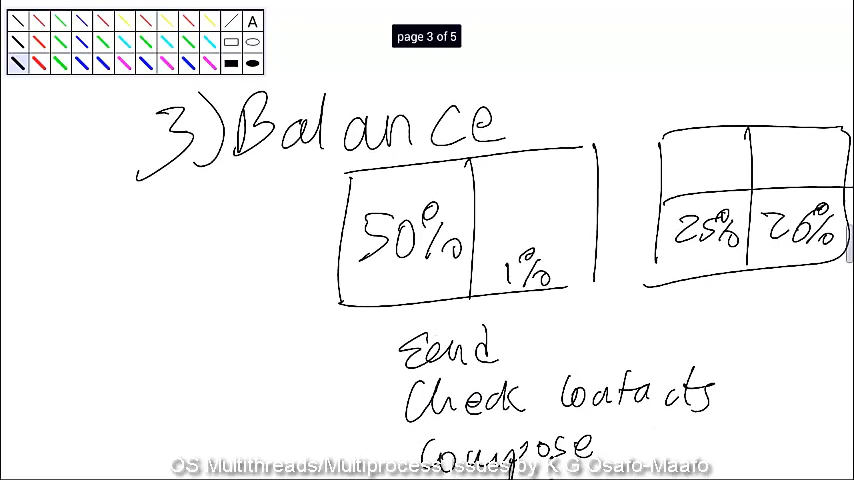 A
page 3 of 5
3) Balance
50% 1% 25% 26%
Send
Check Contacts
Compose
OS Multithreads/Multiprocess Issues by K G Osafo-Maafo